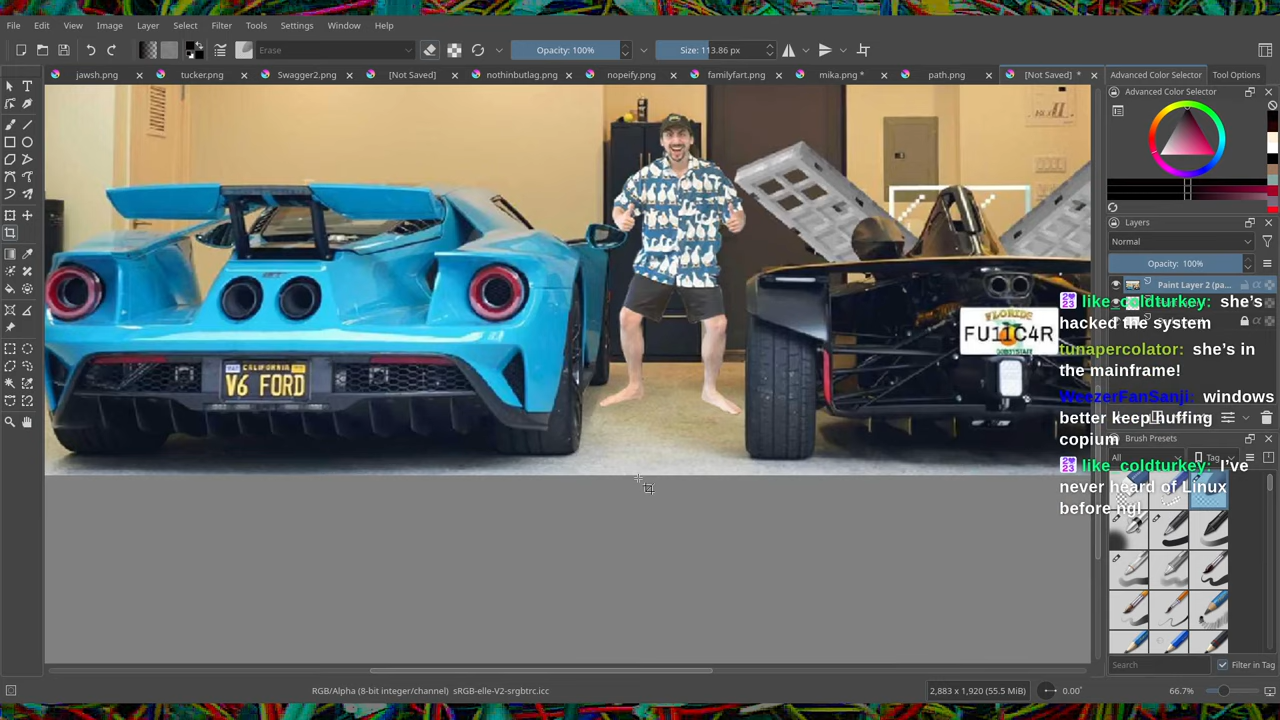 File Edit View Image Layer Select Filter Tools Settings Window Help
Erase Opacity: 100% Size: 113.86 px
jawsh.png tucker.png Swagger2.png [Not Saved] nothinbutlag.png nopeify.png familyfart.png mika.png * path.png [Not Saved] * Advanced Color Selector Tool Options
Advanced Color Selector
Layers
Normal
Opacity: 100%
Paint Layer 2 (pa...
like_coldturkey: she's
hacked the system
tunapercolator: she's in
the mainframe!
WeezerFanSanji: windows
better keep huffing
copium
like_coldturkey: I've
never heard of Linux
before ngl
Brush Presets
All Tag
CALIFORNIA
V6 FORD
FLORIDE
FU11C4R
Search Filter in Tag
RGB/Alpha (8-bit integer/channel) sRGB-elle-V2-srgbtrc.icc 2,883 x 1,920 (55.5 MiB) 0.00° 66.7%